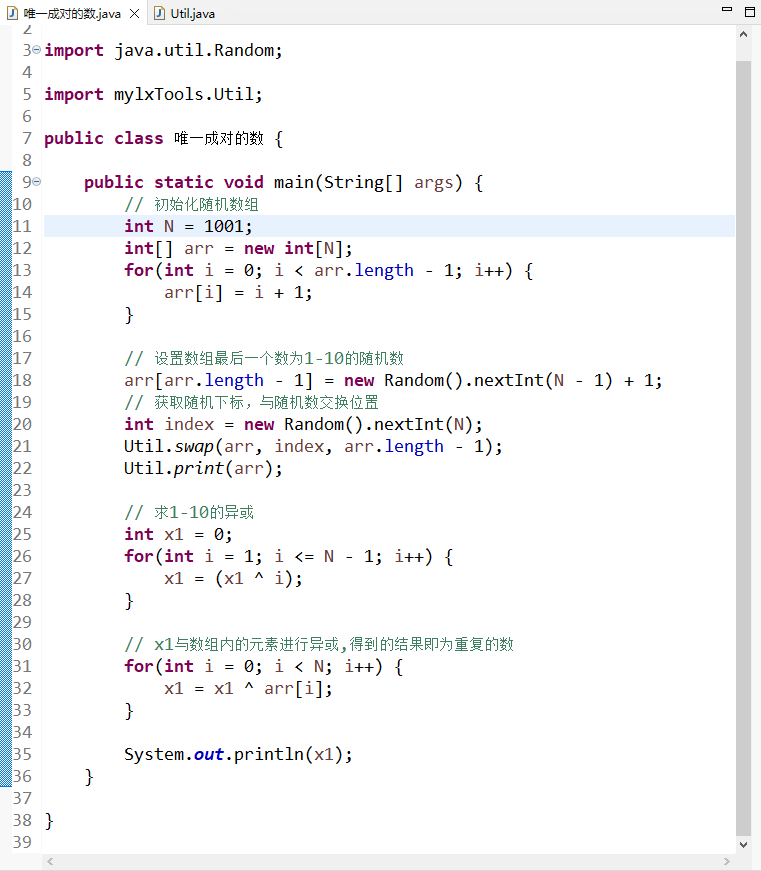 唯一成对的数.java Util.java
2
3 import java.util.Random;
4
5 import mylxTools.Util;
6
7 public class 唯一成对的数 {
8
9     public static void main(String[] args) {
10         // 初始化随机数组
11         int N = 1001;
12         int[] arr = new int[N];
13         for(int i = 0; i < arr.length - 1; i++) {
14             arr[i] = i + 1;
15         }
16
17         // 设置数组最后一个数为1-10的随机数
18         arr[arr.length - 1] = new Random().nextInt(N - 1) + 1;
19         // 获取随机下标，与随机数交换位置
20         int index = new Random().nextInt(N);
21         Util.swap(arr, index, arr.length - 1);
22         Util.print(arr);
23
24         // 求1-10的异或
25         int x1 = 0;
26         for(int i = 1; i <= N - 1; i++) {
27             x1 = (x1 ^ i);
28         }
29
30         // x1与数组内的元素进行异或,得到的结果即为重复的数
31         for(int i = 0; i < N; i++) {
32             x1 = x1 ^ arr[i];
33         }
34
35         System.out.println(x1);
36     }
37
38 }
39